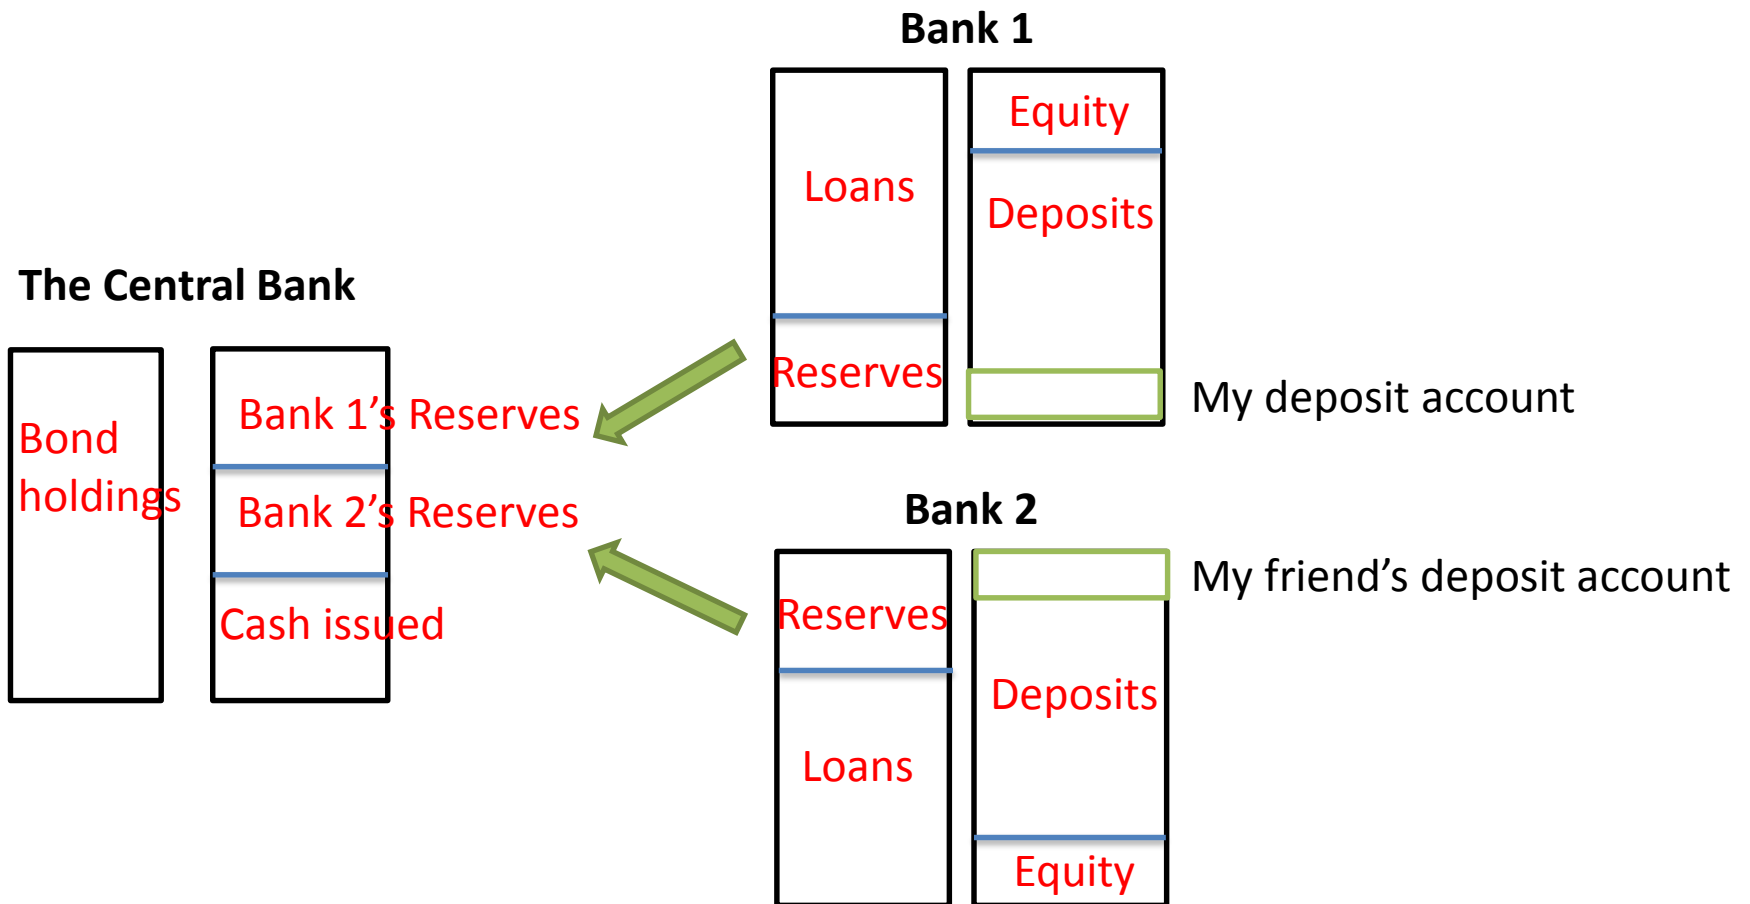 Bank 1
Loans
Reserves
Equity
Deposits
My deposit account
The Central Bank
Bond
holdings
Bank 1’s Reserves
Bank 2’s Reserves
Cash issued
Bank 2
Reserves
Loans
Deposits
Equity
My friend’s deposit account